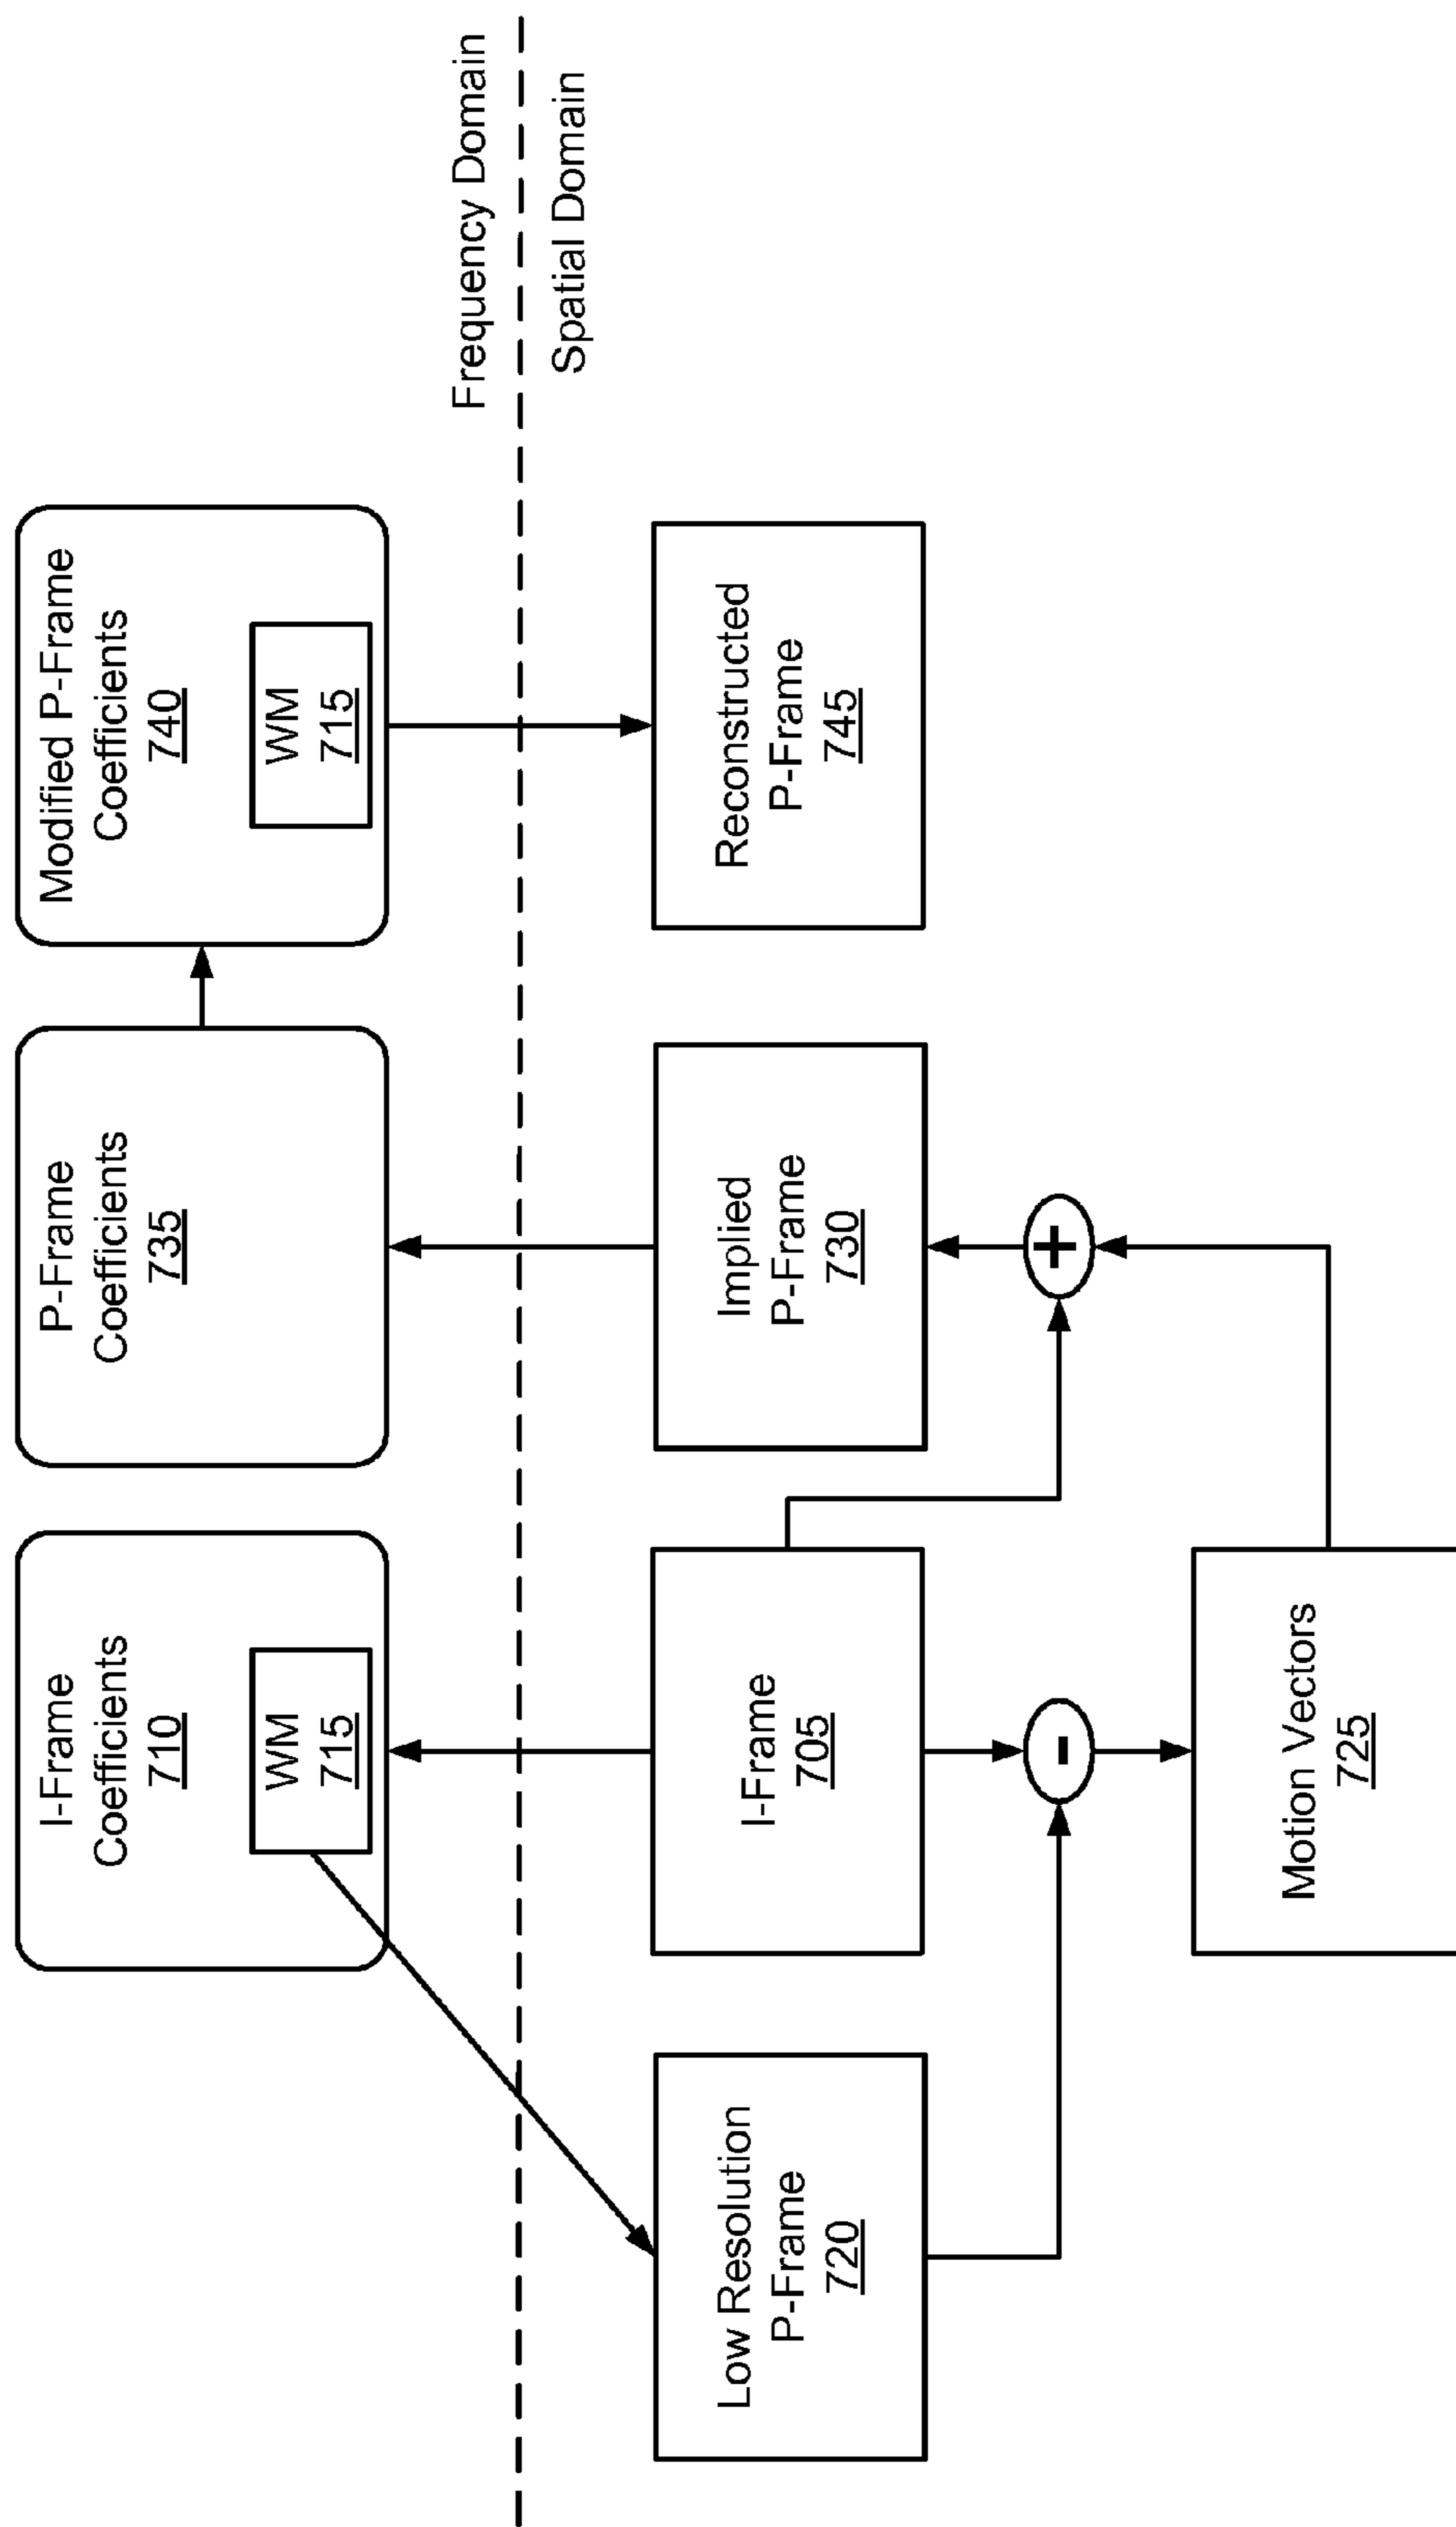 I-Frame
Coefficients
710
WM
715
P-Frame
Coefficients
735
Modified P-Frame
Coefficients
740
WM
715
Frequency Domain
Spatial Domain
Low Resolution
P-Frame
720
I-Frame
705
Implied
P-Frame
730
Reconstructed
P-Frame
745
-
+
Motion Vectors
725